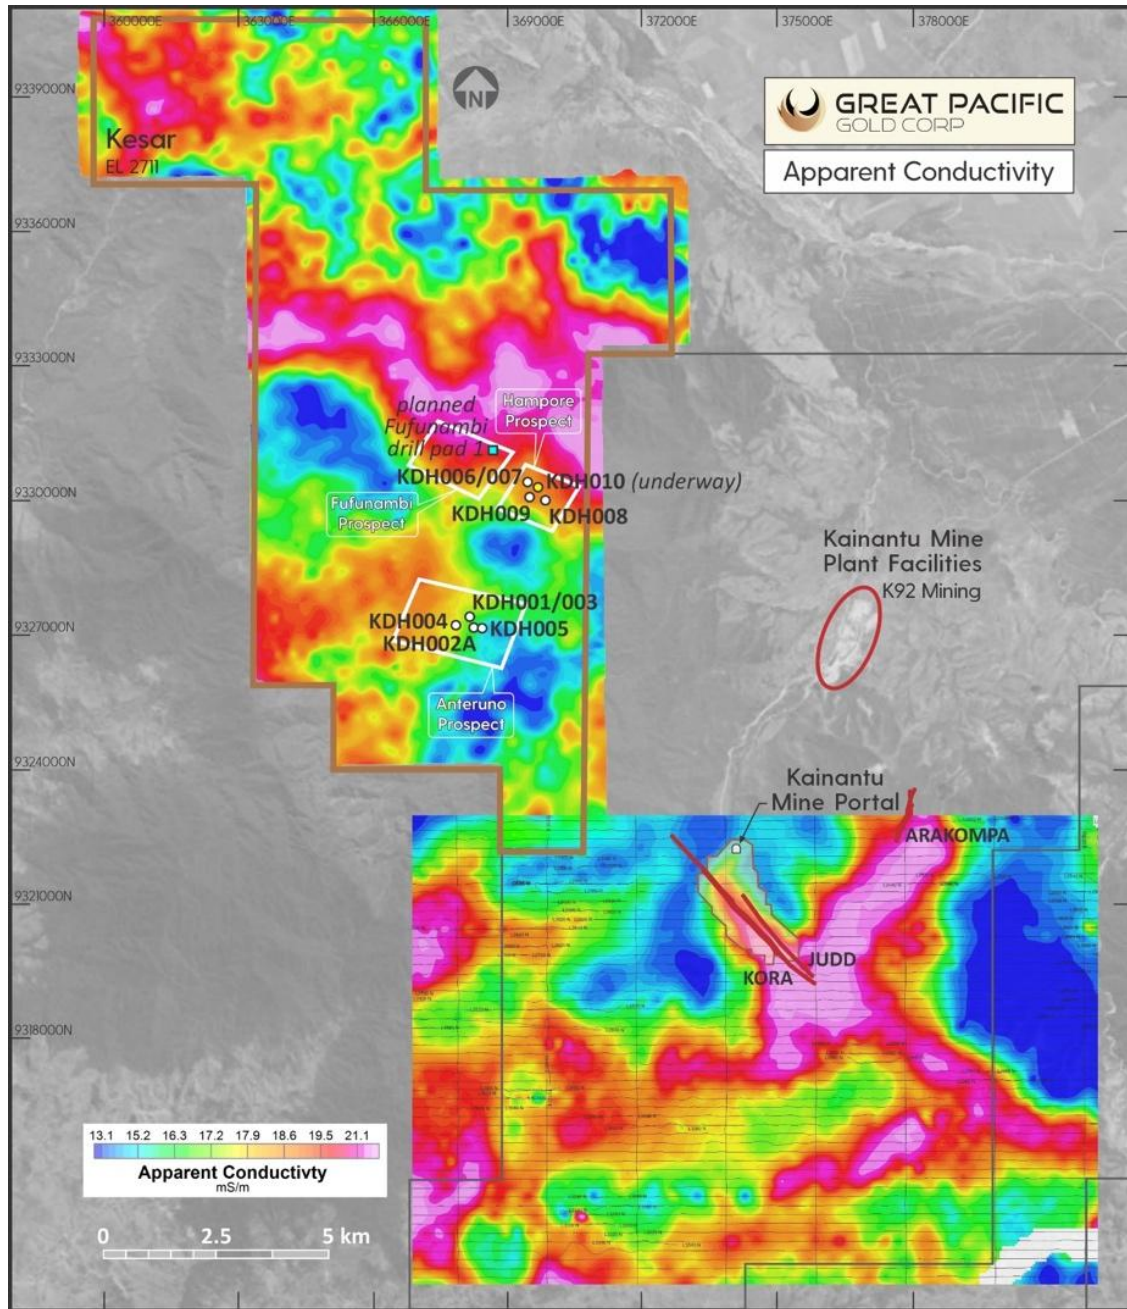 360000E
363000E
366000E
369000E
372000E
375000E
378000E
9339000N
N
GREAT PACIFIC
GOLD CORP
Apparent Conductivity
Kesar
EL 2711
9336000N
9333000N
planned
Fufunambi
drill pad 1
Hampore
Prospect
KDH006/007
KDH010 (underway)
9330000N
Fufunambi
Prospect
KDH009
KDH008
Kainantu Mine
Plant Facilities
K92 Mining
KDH001/003
KDH004
KDH005
9327000N
KDH002A
Anteruno
Prospect
9324000N
Kainantu
Mine Portal
ARAKOMPA
9321000N
JUDD
KORA
9318000N
13.1 15.2 16.3 17.2 17.9 18.6 19.5 21.1
Apparent Conductivty
mS/m
0 2.5 5 km